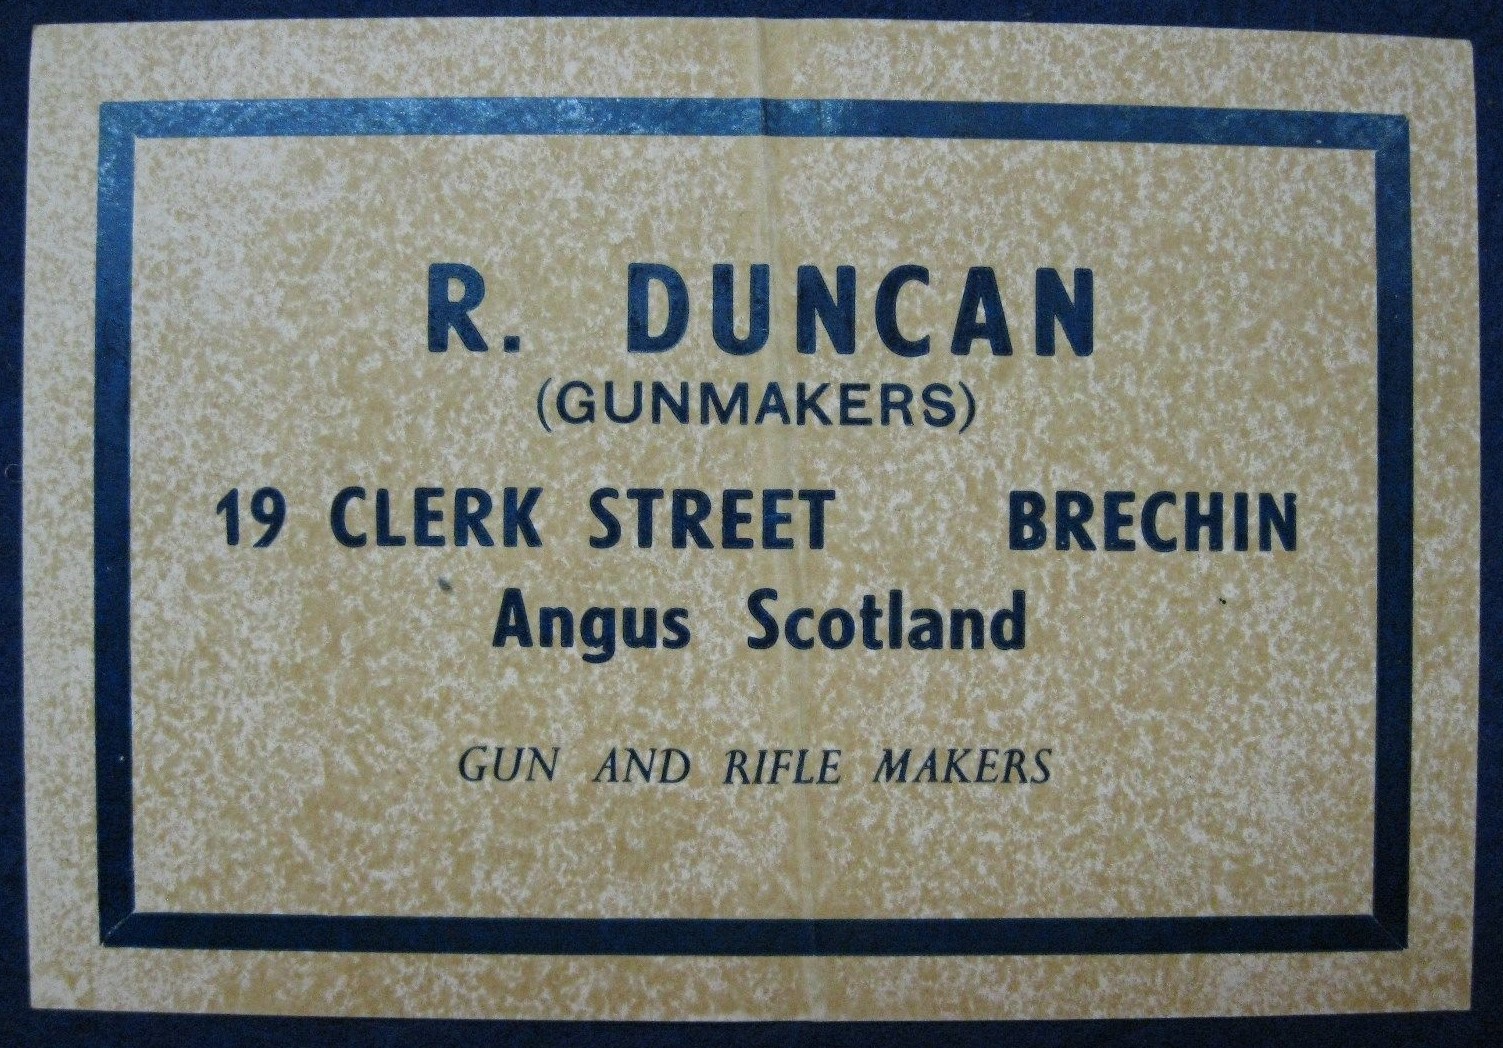 R. DUNCAN
(GUNMAKERS)
19 CLERK STREET BRECHIN
Angus Scotland
GUN AND RIFLE MAKERS